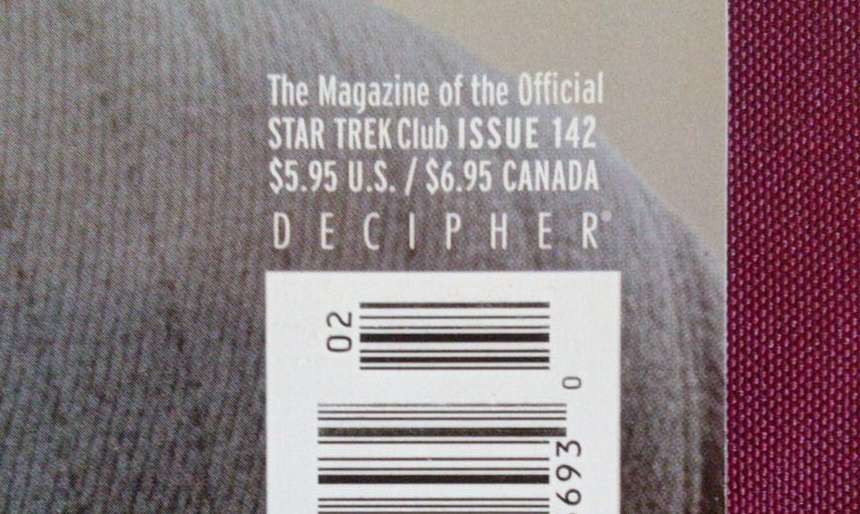 The Magazine of the Official
STAR TREK Club ISSUE 142
$5.95 U.S. / $6.95 CANADA
DECIPHER®
02
0
693